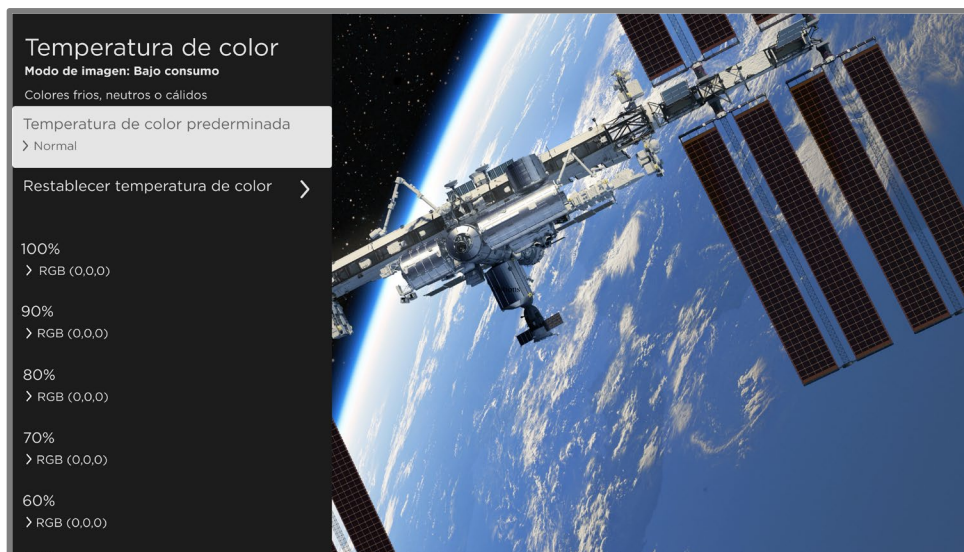 Temperatura de color
Modo de imagen: Bajo consumo
Colores frios, neutros o cálidos
Temperatura de color prederminada
Normal
Restablecer temperatura de color
100%
RGB (0,0,0)
90%
RGB (0,0,0)
80%
RGB (0,0,0)
70%
RGB (0,0,0)
60%
RGB (0,0,0)